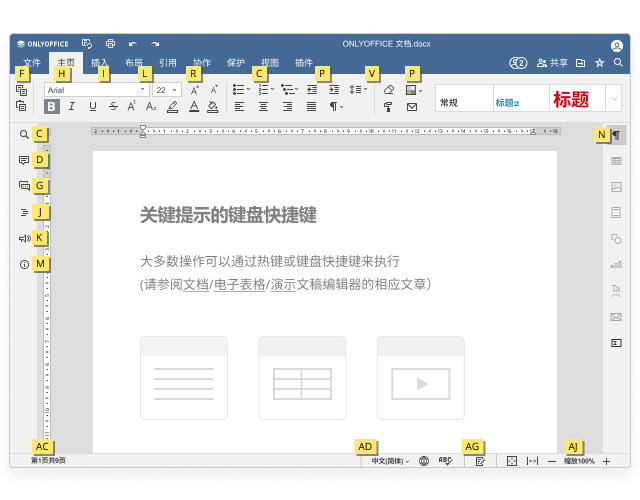 ONLYOFFICE
ONLYOFFICE 文档.docx
文件 主页 插入 布局 引用 协作 保护 视图 插件
2 共享
F H I L R C P V P
Arial 22
B I U S A² A₂ A
常规 标题2 标题
C
D
G
J
K
M
N
关键提示的键盘快捷键
大多数操作可以通过热键或键盘快捷键来执行
(请参阅文档/电子表格/演示文稿编辑器的相应文章）
AC AD AG AJ
第1页共9页 中文(简体) ABC 缩放100%